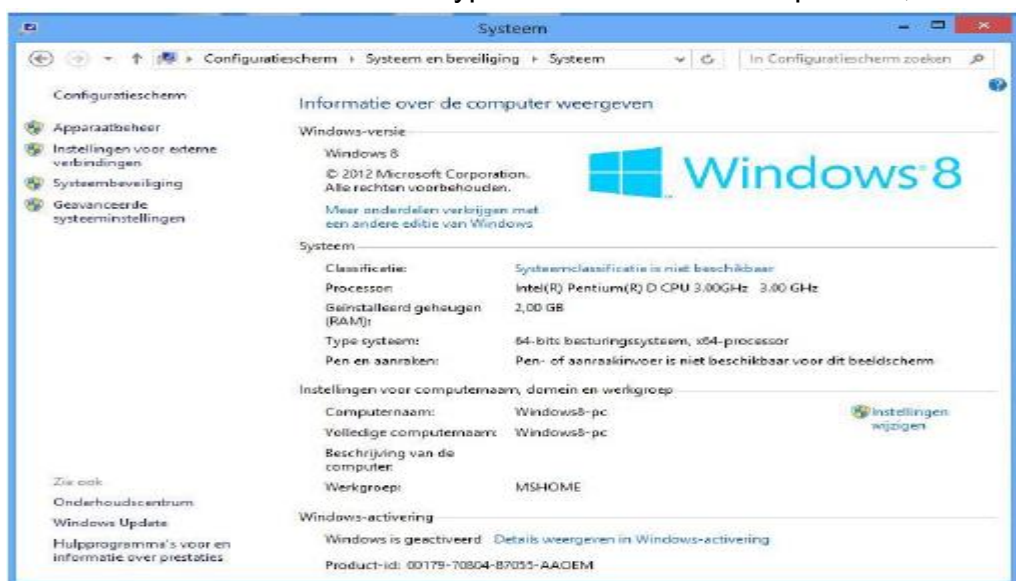 Systeem
Configuratiescherm
Systeem en beveiliging
Systeem
In Configuratiescherm zoeken
Configuratiescherm
Apparaatbeheer
Instellingen voor externe
verbindingen
Systeembeveiliging
Geavanceerde
systeeminstellingen
Informatie over de computer weergeven
Windows-versie
Windows 8
© 2012 Microsoft Corporation.
Alle rechten voorbehouden.
Meer onderdelen verkrijgen met
een andere editie van Windows
Windows 8
Systeem
Classificatie: Systeemclassificatie is niet beschikbaar
Processor: Intel(R) Pentium(R) D CPU 3.00GHz 3.00 GHz
Geïnstalleerd geheugen 2,00 GB
(RAM):
Type systeem: 64-bits besturingssysteem, x64-processor
Pen en aanraken: Pen- of aanraakinvoer is niet beschikbaar voor dit beeldscherm
Instellingen voor computernaam, domein en werkgroep
Computernaam: Windows8-pc
Instellingen
wijzigen
Volledige computernaam: Windows8-pc
Beschrijving van de
computer:
Werkgroep: MSHOME
Windows-activering
Windows is geactiveerd Details weergeven in Windows-activering
Product-id: 00179-70804-87055-AAOEM
Zie ook
Onderhoudscentrum
Windows Update
Hulpprogramma's voor en
informatie over prestaties